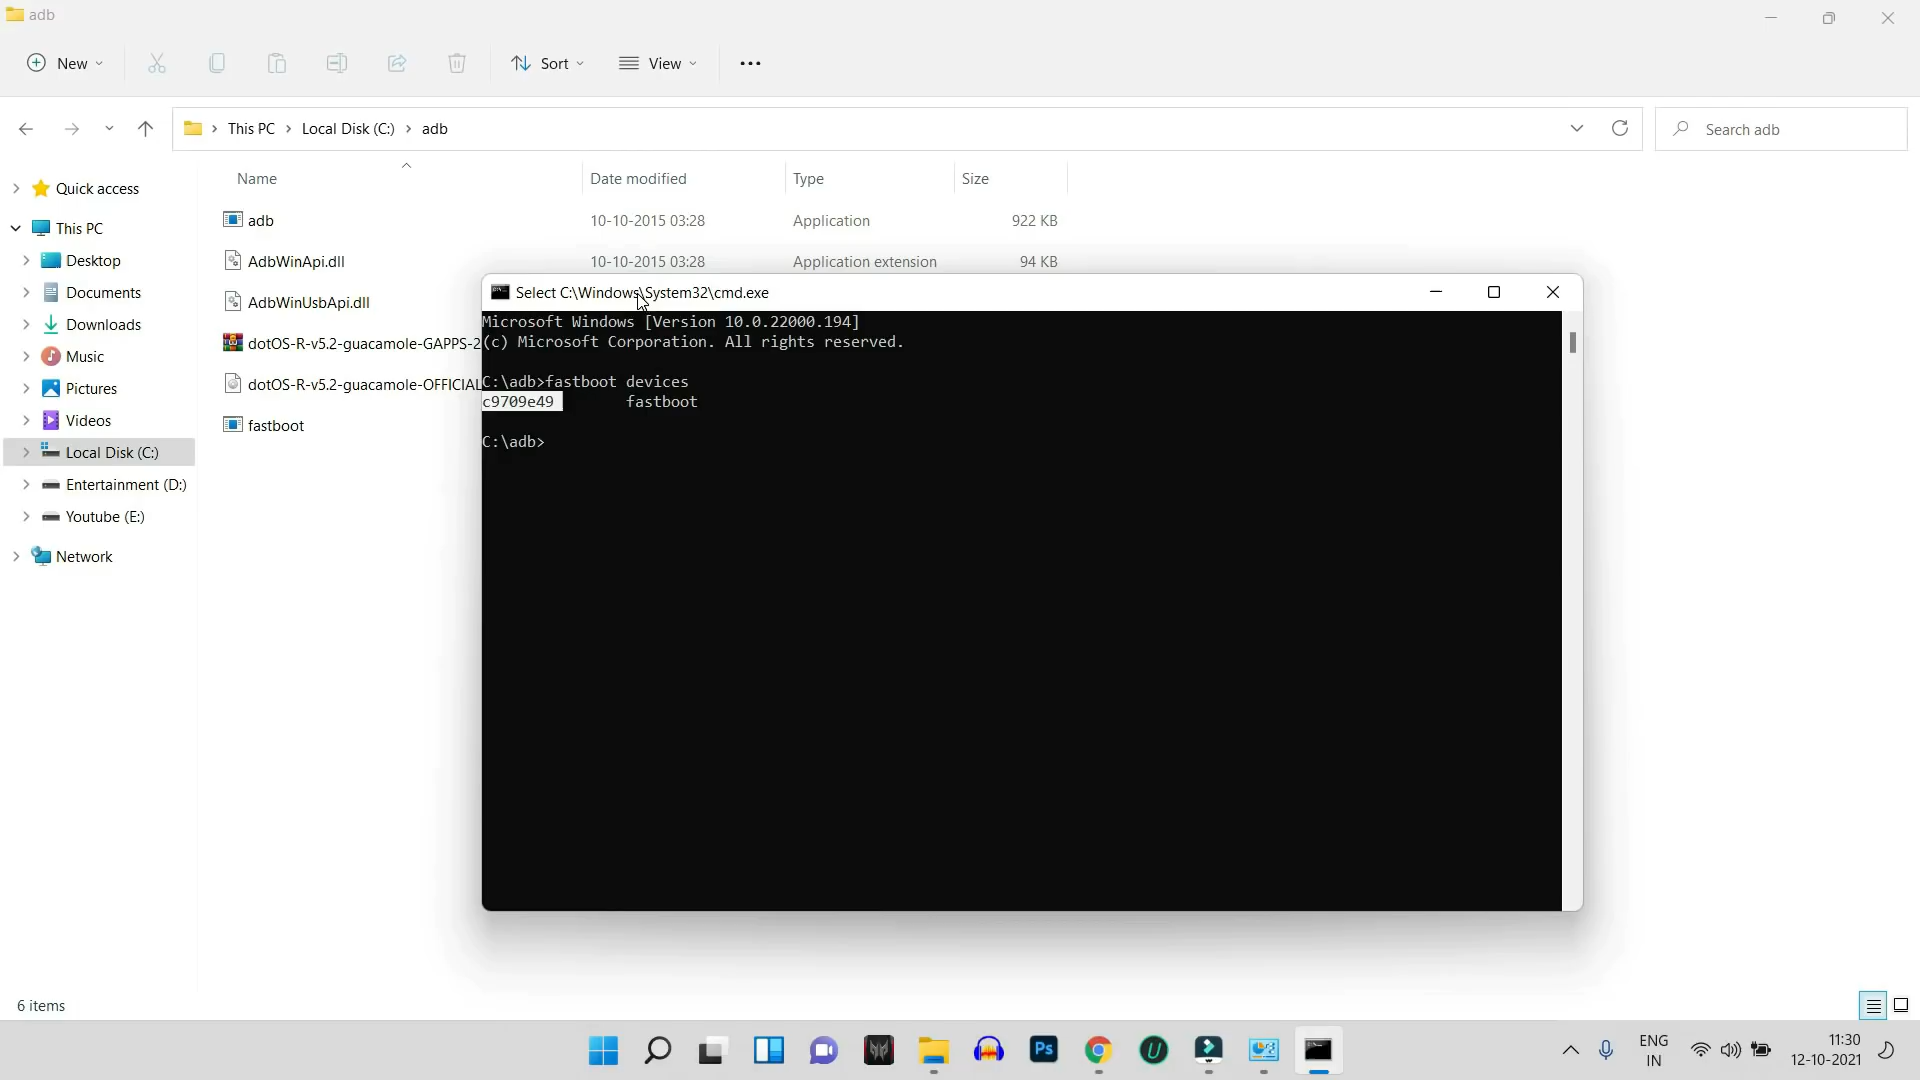 adb
New
Sort
View
This PC
Local Disk (C:)
adb
Search adb
Name
Date modified
Type
Size
Quick access
This PC
Desktop
Documents
Downloads
Music
Pictures
Videos
Local Disk (C:)
Entertainment (D:)
Youtube (E:)
Network
adb 10-10-2015 03:28 Application 922 KB
AdbWinApi.dll 10-10-2015 03:28 Application extension 94 KB
AdbWinUsbApi.dll
dotOS-R-v5.2-guacamole-GAPPS-2
dotOS-R-v5.2-guacamole-OFFICIAL
fastboot
Select C:\Windows\System32\cmd.exe
Microsoft Windows [Version 10.0.22000.194]
(c) Microsoft Corporation. All rights reserved.
C:\adb>fastboot devices
c9709e49 fastboot
C:\adb>
6 items
Ps
ENG
IN
11:30
12-10-2021